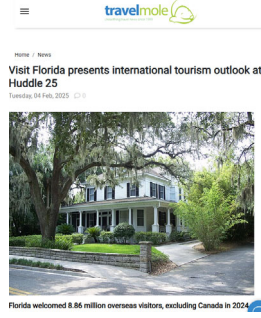 travelmole
Home / News
Visit Florida presents international tourism outlook at
Huddle 25
Tuesday, 04 Feb, 2025 0
Florida welcomed 8.86 million overseas visitors, excluding Canada in 2024